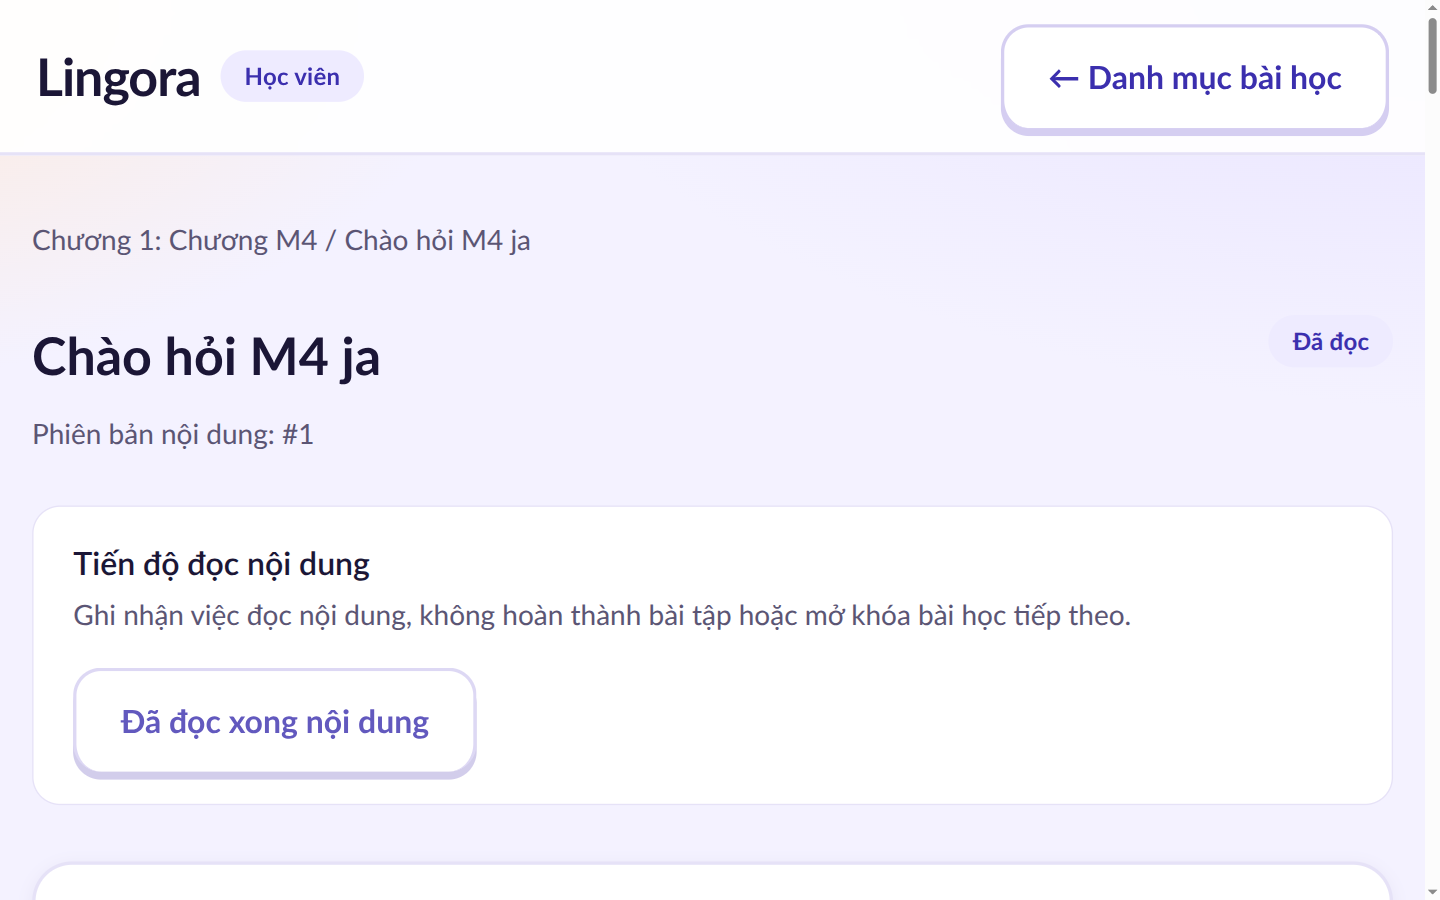 Lingora
Học viên
← Danh mục bài học
Chương 1: Chương M4 / Chào hỏi M4 ja
Chào hỏi M4 ja
Đã đọc
Phiên bản nội dung: #1
Tiến độ đọc nội dung
Ghi nhận việc đọc nội dung, không hoàn thành bài tập hoặc mở khóa bài học tiếp theo.
Đã đọc xong nội dung